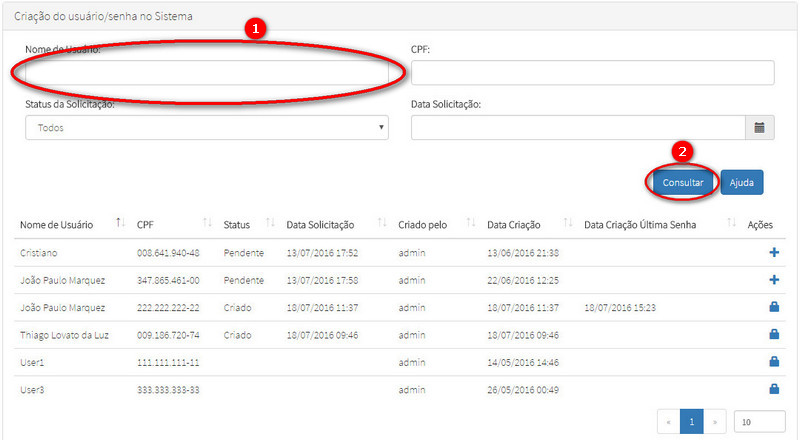 Criação do usuário/senha no Sistema
1
Nome de Usuário: CPF:
Status da Solicitação: Data Solicitação:
Todos
2
Consultar Ajuda
Nome de Usuário CPF Status Data Solicitação Criado pelo Data Criação Data Criação Última Senha Ações
Cristiano 008.641.940-48 Pendente 13/07/2016 17:52 admin 13/06/2016 21:38
João Paulo Marquez 347.865.461-00 Pendente 13/07/2016 17:58 admin 22/06/2016 12:25
João Paulo Marquez 222.222.222-22 Criado 18/07/2016 11:37 admin 18/07/2016 11:37 18/07/2016 15:23
Thiago Lovato da Luz 009.186.720-74 Criado 18/07/2016 09:46 admin 18/07/2016 09:46
User1 111.111.111-11 admin 14/05/2016 14:46
User3 333.333.333-33 admin 26/05/2016 00:49
« 1 » 10